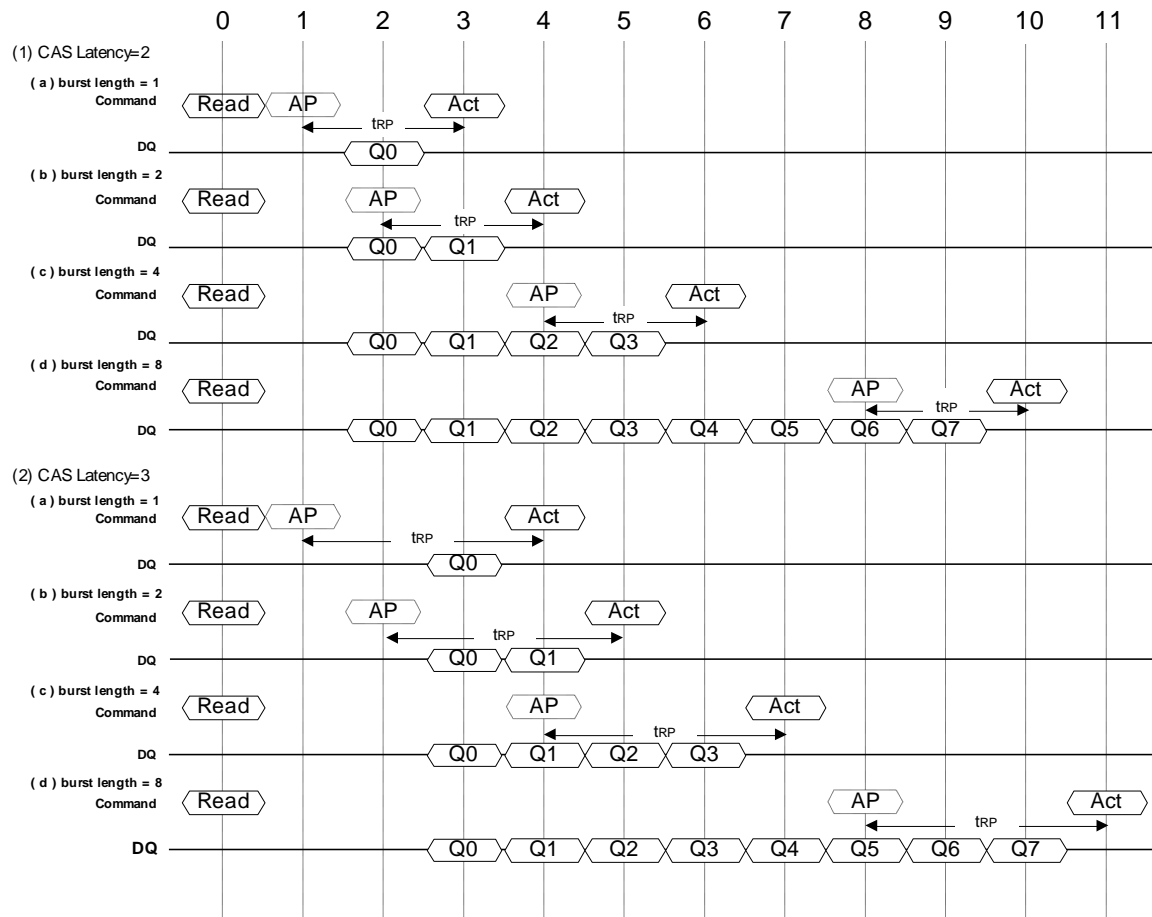 0 1 2 3 4 5 6 7 8 9 10 11
(1) CAS Latency=2
( a ) burst length = 1
Command Read AP Act
tRP
DQ Q0
( b ) burst length = 2
Command Read AP Act
tRP
DQ Q0 Q1
( c ) burst length = 4
Command Read AP Act
tRP
DQ Q0 Q1 Q2 Q3
( d ) burst length = 8
Command Read AP Act
tRP
DQ Q0 Q1 Q2 Q3 Q4 Q5 Q6 Q7
(2) CAS Latency=3
( a ) burst length = 1
Command Read AP Act
tRP
DQ Q0
( b ) burst length = 2
Command Read AP Act
tRP
DQ Q0 Q1
( c ) burst length = 4
Command Read AP Act
tRP
DQ Q0 Q1 Q2 Q3
( d ) burst length = 8
Command Read AP Act
tRP
DQ Q0 Q1 Q2 Q3 Q4 Q5 Q6 Q7